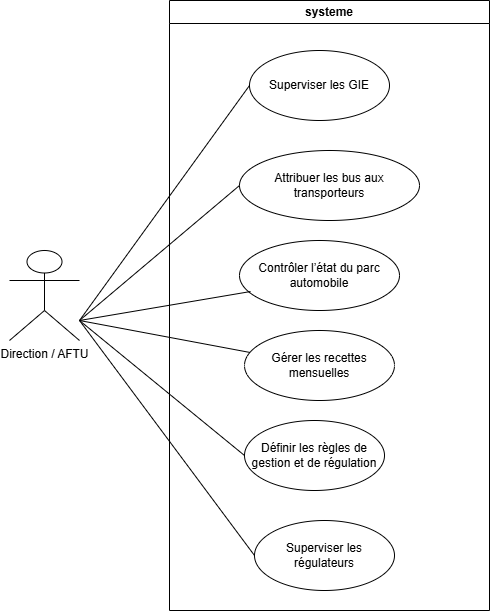 systeme
Superviser les GIE
Attribuer les bus aux
transporteurs
Contrôler l'état du parc
automobile
Direction / AFTU
Gérer les recettes
mensuelles
Définir les règles de
gestion et de régulation
Superviser les
régulateurs